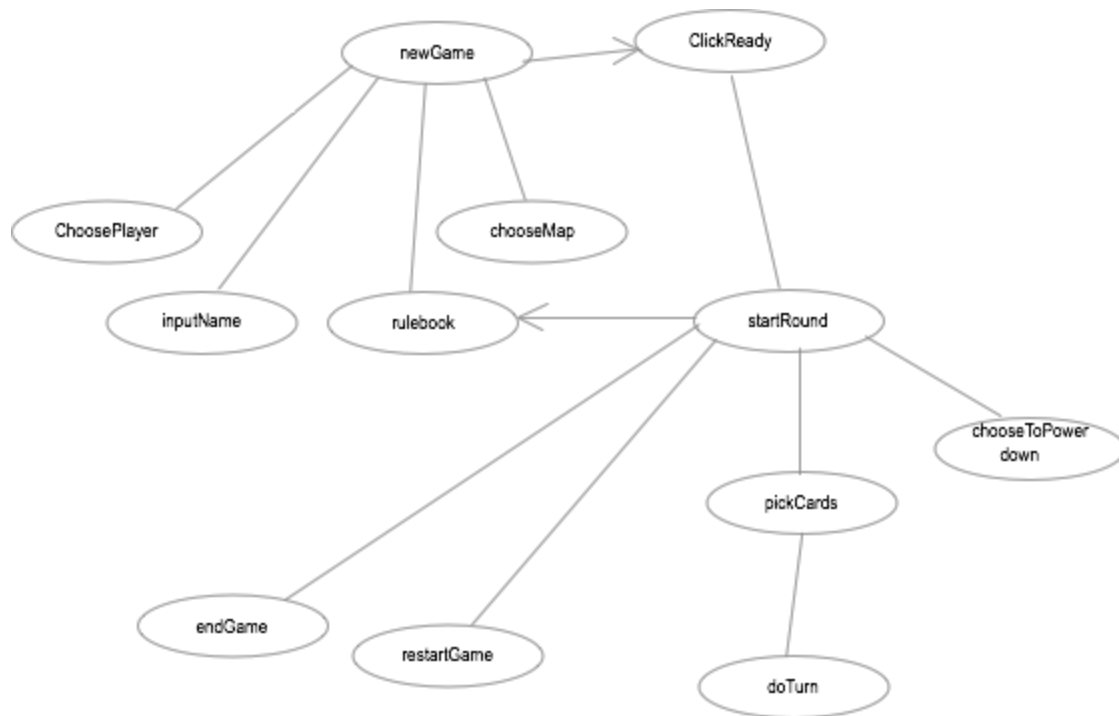 newGame
ClickReady
ChoosePlayer
chooseMap
inputName
rulebook
startRound
chooseToPower
down
pickCards
endGame
restartGame
doTurn